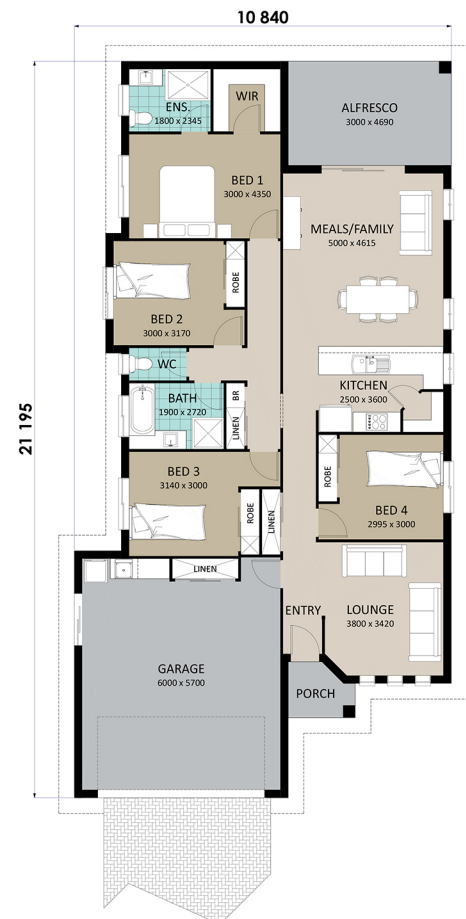 10 840
ENS.
1800 x 2345
WIR
ALFRESCO
3000 x 4690
BED 1
3000 x 4350
MEALS/FAMILY
5000 x 4615
ROBE
BED 2
3000 x 3170
WC
KITCHEN
2500 x 3600
BATH
1900 x 2720
BR
LINEN
21 195
BED 3
3140 x 3000
ROBE
BED 4
2995 x 3000
ROBE
LINEN
LINEN
ENTRY
LOUNGE
3800 x 3420
GARAGE
6000 x 5700
PORCH